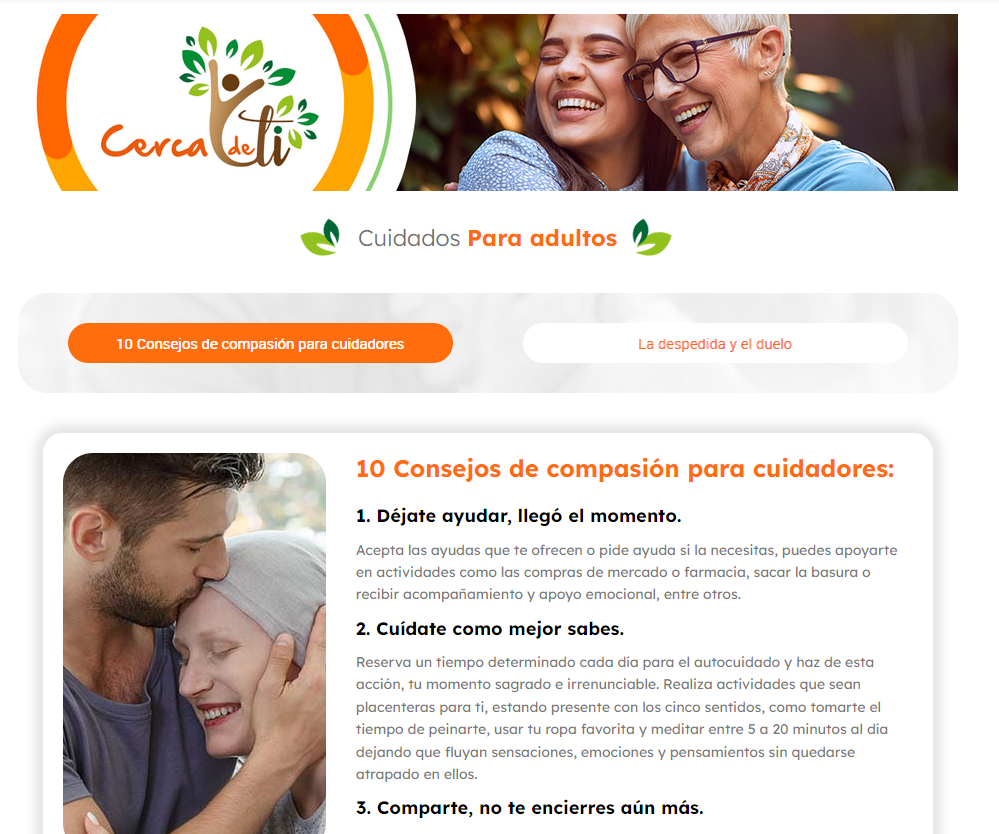 Cerca de ti
Cuidados Para adultos
10 Consejos de compasión para cuidadores
La despedida y el duelo
10 Consejos de compasión para cuidadores:
1. Déjate ayudar, llegó el momento.
Acepta las ayudas que te ofrecen o pide ayuda si la necesitas, puedes apoyarte
en actividades como las compras de mercado o farmacia, sacar la basura o
recibir acompañamiento y apoyo emocional, entre otros.
2. Cuídate como mejor sabes.
Reserva un tiempo determinado cada día para el autocuidado y haz de esta
acción, tu momento sagrado e irrenunciable. Realiza actividades que sean
placenteras para ti, estando presente con los cinco sentidos, como tomarte el
tiempo de peinarte, usar tu ropa favorita y meditar entre 5 a 20 minutos al día
dejando que fluyan sensaciones, emociones y pensamientos sin quedarse
atrapado en ellos.
3. Comparte, no te encierres aún más.